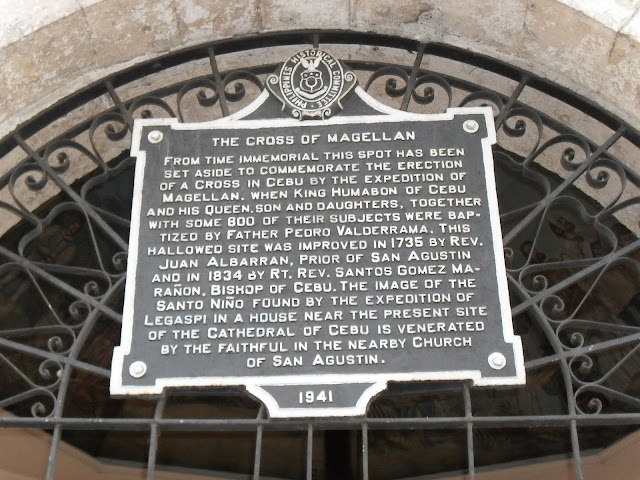 PHILIPPINES HISTORICAL COMMITTEE
THE CROSS OF MAGELLAN
FROM TIME IMMEMORIAL THIS SPOT HAS BEEN
SET ASIDE TO COMMEMORATE THE ERECTION
OF A CROSS IN CEBU BY THE EXPEDITION OF
MAGELLAN. WHEN KING HUMABON OF CEBU
AND HIS QUEEN, SON AND DAUGHTERS, TOGETHER
WITH SOME 800 OF THEIR SUBJECTS WERE BAP-
TIZED BY FATHER PEDRO VALDERRAMA. THIS
HALLOWED SITE WAS IMPROVED IN 1735 BY REV.
JUAN ALBARRAN, PRIOR OF SAN AGUSTIN
AND IN 1834 BY RT. REV. SANTOS GOMEZ MA-
RAÑON, BISHOP OF CEBU. THE IMAGE OF THE
SANTO NIÑO FOUND BY THE EXPEDITION OF
LEGASPI IN A HOUSE NEAR THE PRESENT SITE
OF THE CATHEDRAL OF CEBU IS VENERATED
BY THE FAITHFUL IN THE NEARBY CHURCH
OF SAN AGUSTIN.
1941